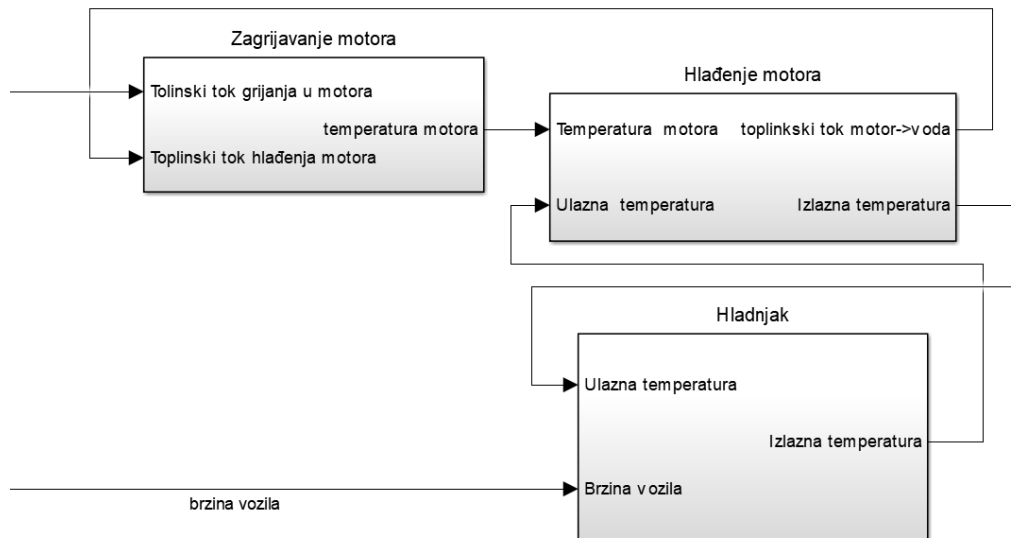 Zagrijavanje motora
Tolinski tok grijanja u motora
temperatura motora
Toplinski tok hlađenja motora
Hlađenje motora
Temperatura motora
toplinkski tok motor->voda
Ulazna temperatura
Izlazna temperatura
Hladnjak
Ulazna temperatura
Izlazna temperatura
Brzina vozila
brzina vozila